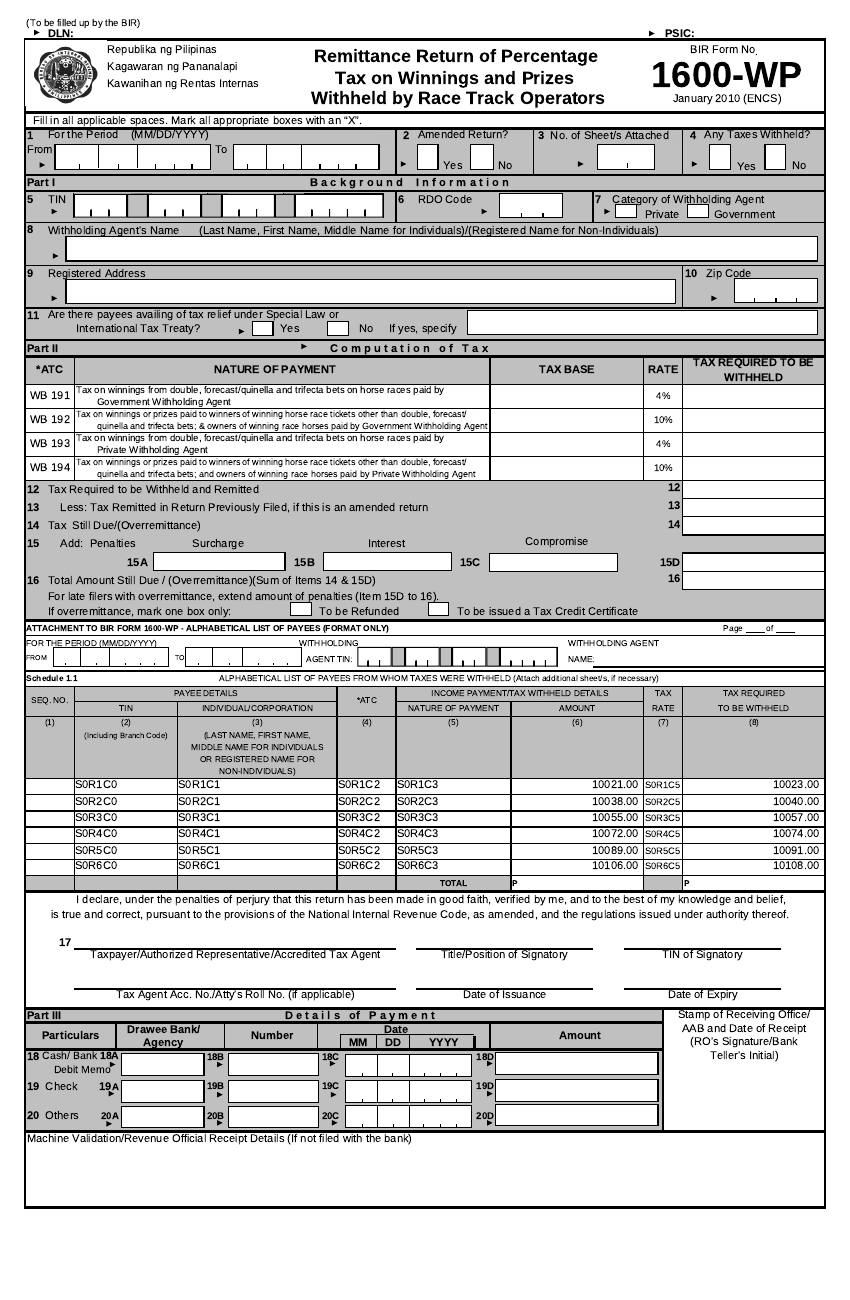 (To be filled up by the BIR)
DLN: PSIC:
Republika ng Pilipinas
Kagawaran ng Pananalapi
Kawanihan ng Rentas Internas
Remittance Return of Percentage
Tax on Winnings and Prizes
Withheld by Race Track Operators
BIR Form No.
1600-WP
January 2010 (ENCS)
Fill in all applicable spaces. Mark all appropriate boxes with an “X”.
1 For the Period (MM/DD/YYYY)
From To
2 Amended Return?
Yes No
3 No. of Sheet/s Attached
4 Any Taxes Withheld?
Yes No
Part I Background Information
5 TIN
6 RDO Code
7 Category of Withholding Agent
Private Government
8 Withholding Agent's Name (Last Name, First Name, Middle Name for Individuals)/(Registered Name for Non-Individuals)
9 Registered Address
10 Zip Code
11 Are there payees availing of tax relief under Special Law or
International Tax Treaty? Yes No If yes, specify
Part II Computation of Tax
*ATC NATURE OF PAYMENT TAX BASE RATE TAX REQUIRED TO BE WITHHELD
WB 191 Tax on winnings from double, forecast/quinella and trifecta bets on horse races paid by
Government Withholding Agent 4%
WB 192 Tax on winnings or prizes paid to winners of winning horse race tickets other than double, forecast/
quinella and trifecta bets; & owners of winning race horses paid by Government Withholding Agent 10%
WB 193 Tax on winnings from double, forecast/quinella and trifecta bets on horse races paid by
Private Withholding Agent 4%
WB 194 Tax on winnings or prizes paid to winners of winning horse race tickets other than double, forecast/
quinella and trifecta bets; and owners of winning race horses paid by Private Withholding Agent 10%
12 Tax Required to be Withheld and Remitted 12
13 Less: Tax Remitted in Return Previously Filed, if this is an amended return 13
14 Tax Still Due/(Overremittance) 14
15 Add: Penalties Surcharge Interest Compromise
15A 15B 15C 15D
16 Total Amount Still Due / (Overremittance)(Sum of Items 14 & 15D) 16
For late filers with overremittance, extend amount of penalties (Item 15D to 16).
If overremittance, mark one box only: To be Refunded To be issued a Tax Credit Certificate
ATTACHMENT TO BIR FORM 1600-WP - ALPHABETICAL LIST OF PAYEES (FORMAT ONLY) Page ____ of ____
FOR THE PERIOD (MM/DD/YYYY) WITHHOLDING WITHHOLDING AGENT
FROM TO AGENT TIN: NAME:
Schedule 1.1 ALPHABETICAL LIST OF PAYEES FROM WHOM TAXES WERE WITHHELD (Attach additional sheet/s, if necessary)
SEQ. NO. PAYEE DETAILS *ATC INCOME PAYMENT/TAX WITHHELD DETAILS TAX TAX REQUIRED
TIN INDIVIDUAL/CORPORATION NATURE OF PAYMENT AMOUNT RATE TO BE WITHHELD
(1) (2) (3) (4) (5) (6) (7) (8)
(Including Branch Code) (LAST NAME, FIRST NAME,
MIDDLE NAME FOR INDIVIDUALS
OR REGISTERED NAME FOR
NON-INDIVIDUALS)
S0R1C0 S0R1C1 S0R1C2 S0R1C3 10021.00 S0R1C5 10023.00
S0R2C0 S0R2C1 S0R2C2 S0R2C3 10038.00 S0R2C5 10040.00
S0R3C0 S0R3C1 S0R3C2 S0R3C3 10055.00 S0R3C5 10057.00
S0R4C0 S0R4C1 S0R4C2 S0R4C3 10072.00 S0R4C5 10074.00
S0R5C0 S0R5C1 S0R5C2 S0R5C3 10089.00 S0R5C5 10091.00
S0R6C0 S0R6C1 S0R6C2 S0R6C3 10106.00 S0R6C5 10108.00
TOTAL P P
I declare, under the penalties of perjury that this return has been made in good faith, verified by me, and to the best of my knowledge and belief,
is true and correct, pursuant to the provisions of the National Internal Revenue Code, as amended, and the regulations issued under authority thereof.
17
Taxpayer/Authorized Representative/Accredited Tax Agent Title/Position of Signatory TIN of Signatory
Tax Agent Acc. No./Atty's Roll No. (if applicable) Date of Issuance Date of Expiry
Part III Details of Payment
Particulars Drawee Bank/ Agency Number Date MM DD YYYY Amount
Stamp of Receiving Office/
AAB and Date of Receipt
(RO's Signature/Bank
Teller's Initial)
18 Cash/ Bank 18A 18B 18C 18D
Debit Memo
19 Check 19A 19B 19C 19D
20 Others 20A 20B 20C 20D
Machine Validation/Revenue Official Receipt Details (If not filed with the bank)